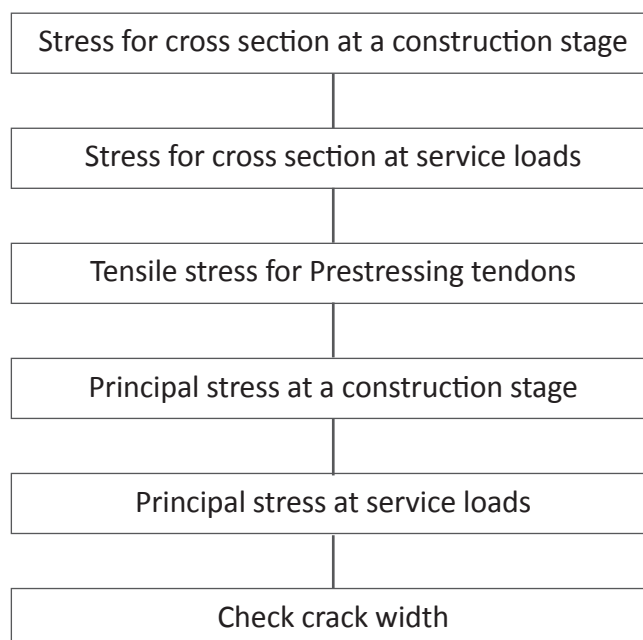 Stress for cross section at a construction stage
Stress for cross section at service loads
Tensile stress for Prestressing tendons
Principal stress at a construction stage
Principal stress at service loads
Check crack width